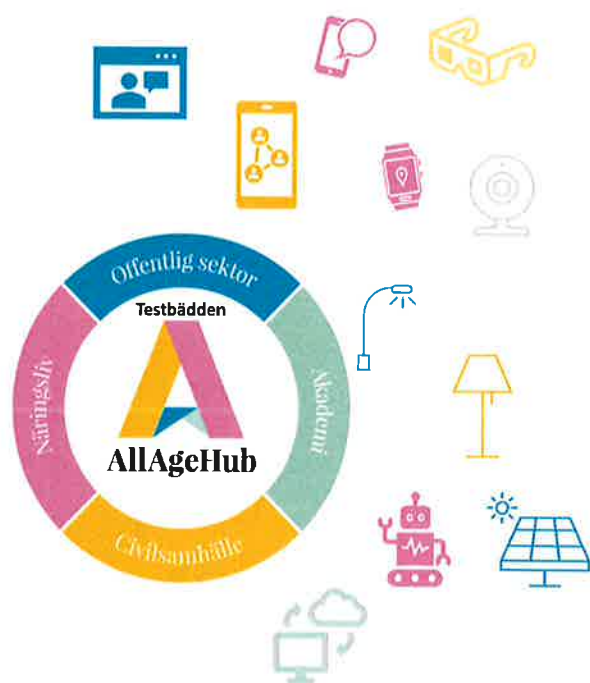 Offentlig sektor
Testbädden
Näringsliv
Akademi
AllAgeHub
Civilsamhälle